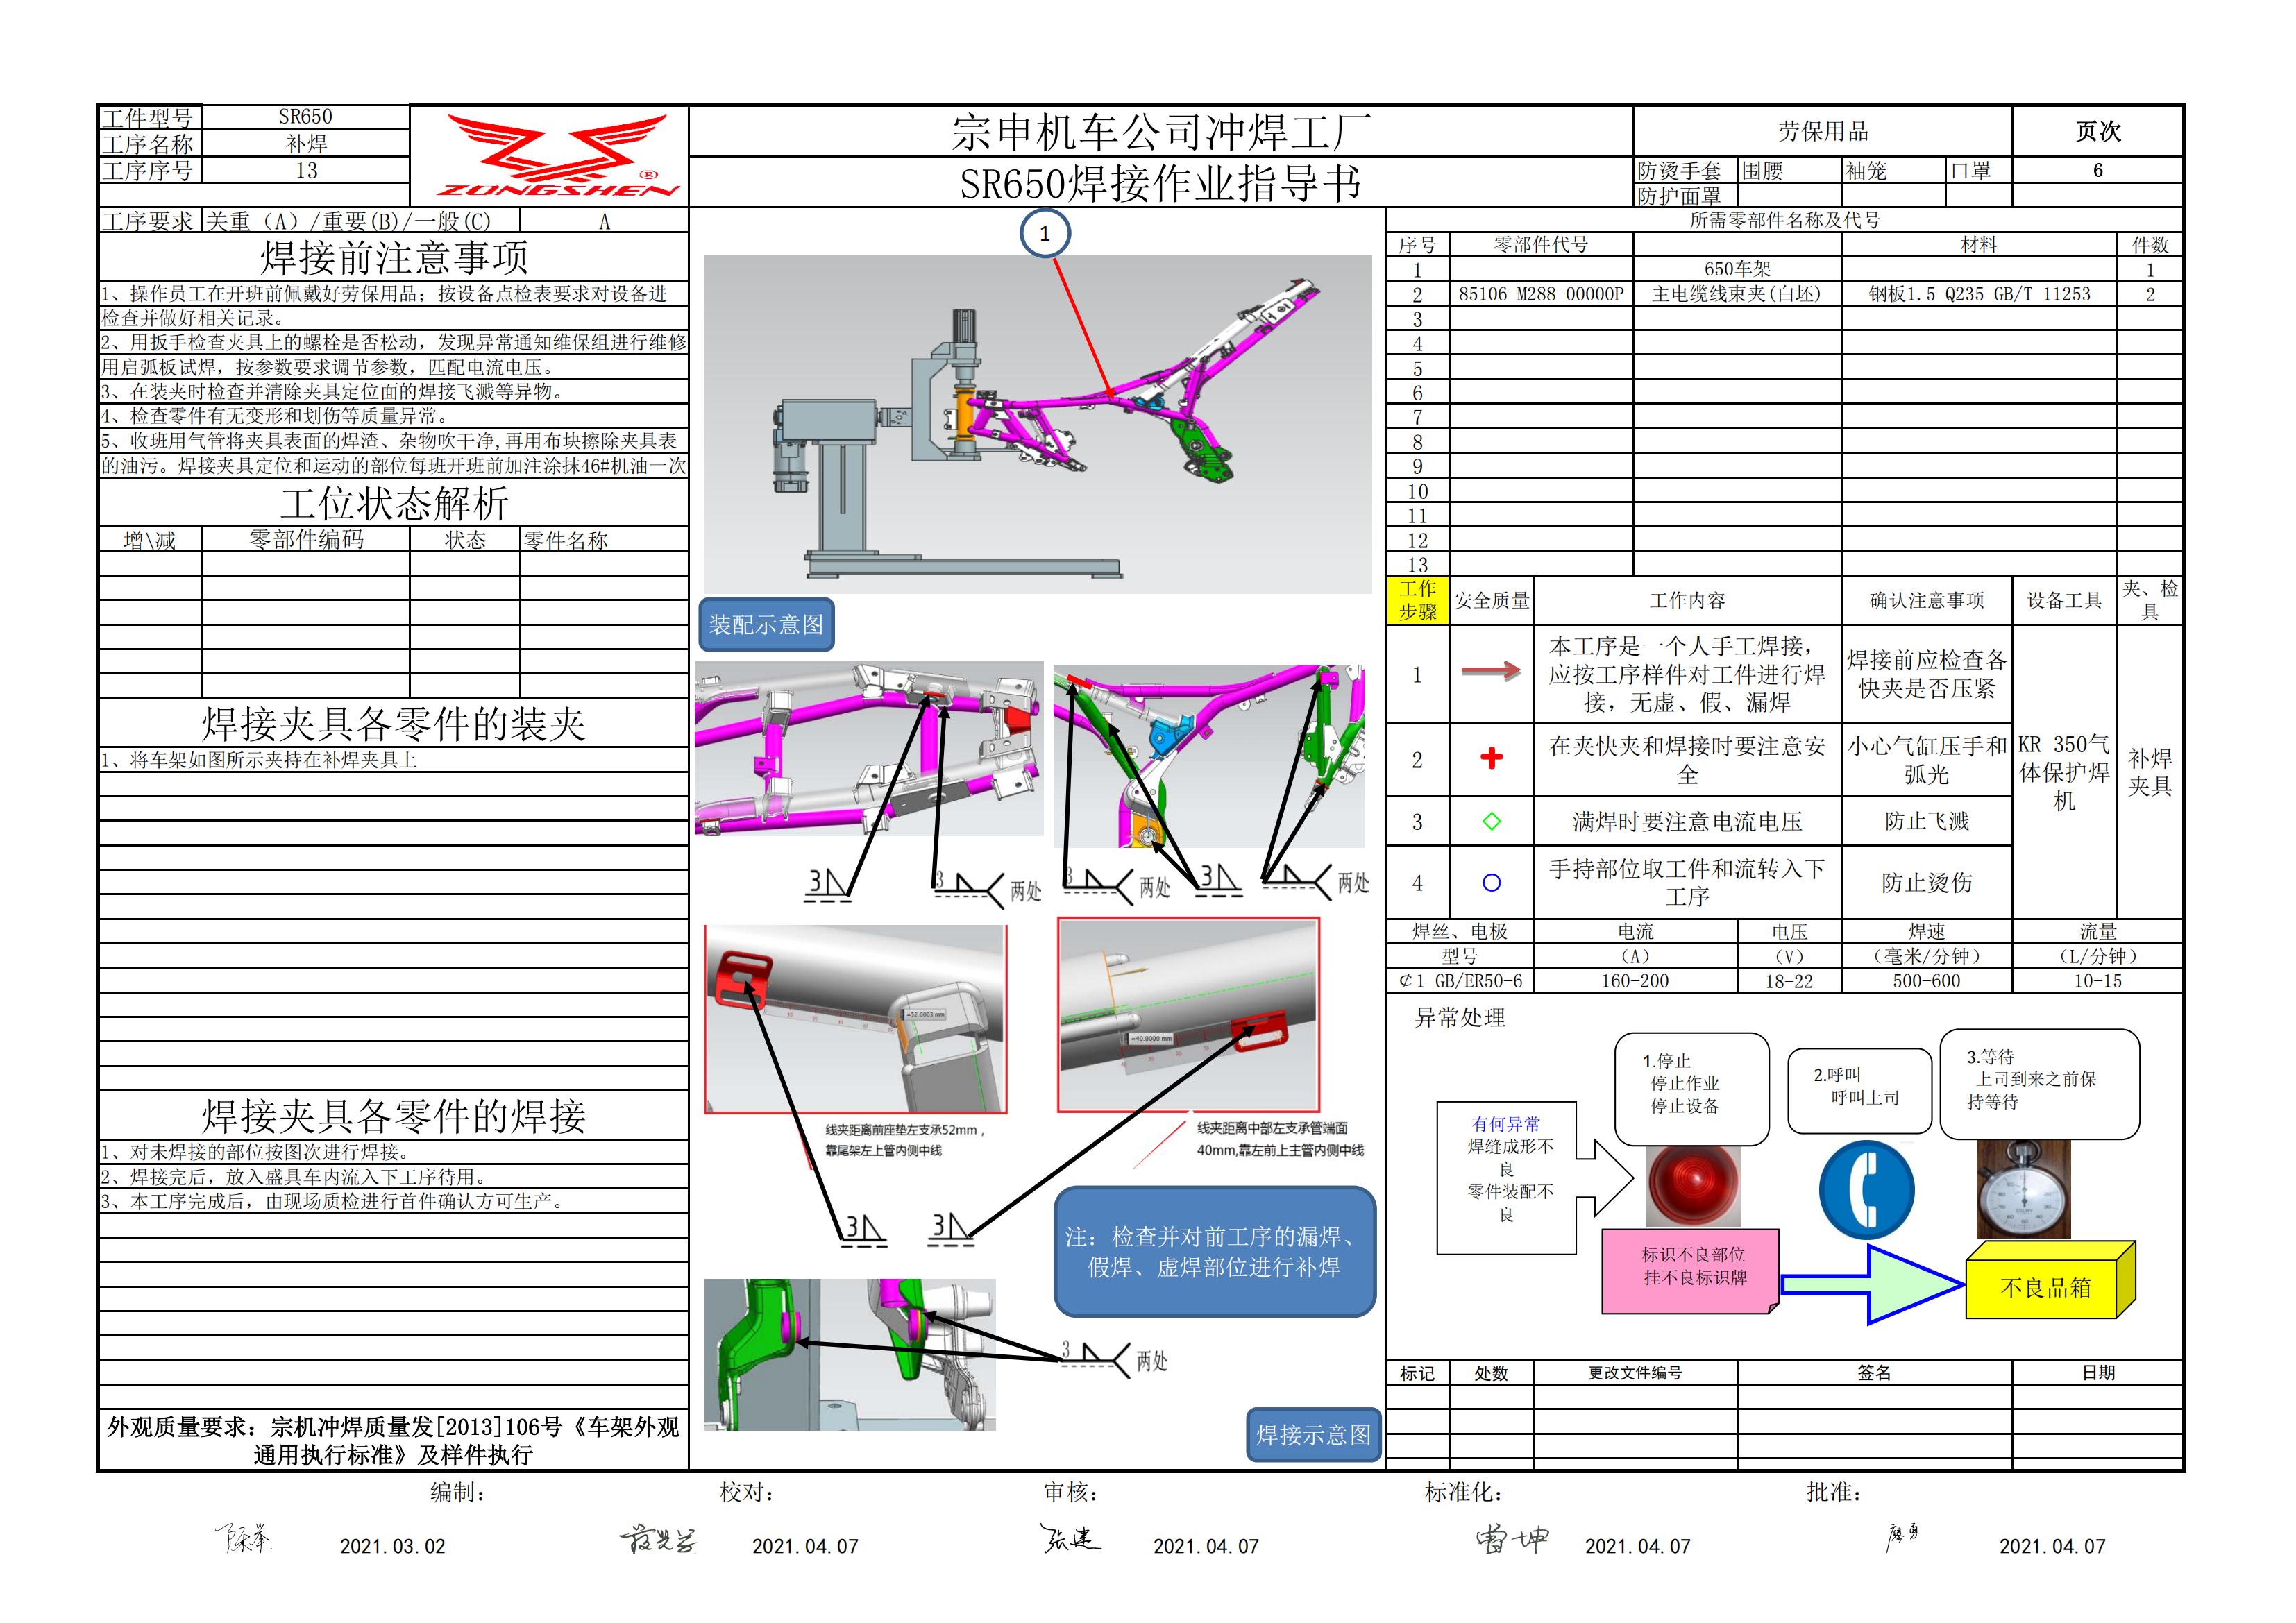 工件型号 SR650
工序名称 补焊
工序序号 13
ZONGSHEN ®
宗申机车公司冲焊工厂
SR650焊接作业指导书
劳保用品 页次
防烫手套 围腰 袖笼 口罩 6
防护面罩
工序要求 关重（A）/重要(B)/一般(C) A
焊接前注意事项
1、操作员工在开班前佩戴好劳保用品；按设备点检表要求对设备进
检查并做好相关记录。
2、用扳手检查夹具上的螺栓是否松动，发现异常通知维保组进行维修
用启弧板试焊，按参数要求调节参数，匹配电流电压。
3、在装夹时检查并清除夹具定位面的焊接飞溅等异物。
4、检查零件有无变形和划伤等质量异常。
5、收班用气管将夹具表面的焊渣、杂物吹干净,再用布块擦除夹具表
的油污。焊接夹具定位和运动的部位每班开班前加注涂抹46#机油一次
工位状态解析
增\减 零部件编码 状态 零件名称
焊接夹具各零件的装夹
1、将车架如图所示夹持在补焊夹具上
焊接夹具各零件的焊接
1、对未焊接的部位按图次进行焊接。
2、焊接完后，放入盛具车内流入下工序待用。
3、本工序完成后，由现场质检进行首件确认方可生产。
外观质量要求：宗机冲焊质量发[2013]106号《车架外观
通用执行标准》及样件执行
1
装配示意图
3 3 两处 3 两处 3 两处
=52.0003 mm
=40.0000 mm
线夹距离前座垫左支承52mm，
靠尾架左上管内侧中线
线夹距离中部左支承管端面
40mm,靠左前上主管内侧中线
3 3
注：检查并对前工序的漏焊、
假焊、虚焊部位进行补焊
3 两处
焊接示意图
所需零部件名称及代号
序号 零部件代号 材料 件数
1 650车架 1
2 85106-M288-00000P 主电缆线束夹(白坯) 钢板1.5-Q235-GB/T 11253 2
3
4
5
6
7
8
9
10
11
12
13
工作
步骤 安全质量 工作内容 确认注意事项 设备工具 夹、检
具
1 本工序是一个人手工焊接，
应按工序样件对工件进行焊
接，无虚、假、漏焊
焊接前应检查各
快夹是否压紧
2 在夹快夹和焊接时要注意安
全
小心气缸压手和
弧光
KR 350气
体保护焊
机
补焊
夹具
3 满焊时要注意电流电压 防止飞溅
4 手持部位取工件和流转入下
工序
防止烫伤
焊丝、电极 电流 电压 焊速 流量
型号 （A） （V） （毫米/分钟） （L/分钟）
¢1 GB/ER50-6 160-200 18-22 500-600 10-15
异常处理
有何异常
焊缝成形不
良
零件装配不
良
1.停止
停止作业
停止设备
2.呼叫
呼叫上司
3.等待
上司到来之前保
持等待
标识不良部位
挂不良标识牌
不良品箱
标记 处数 更改文件编号 签名 日期
编制： 校对： 审核： 标准化： 批准：
2021.03.02 2021.04.07 张建 2021.04.07 雷坤 2021.04.07 廖勇 2021.04.07